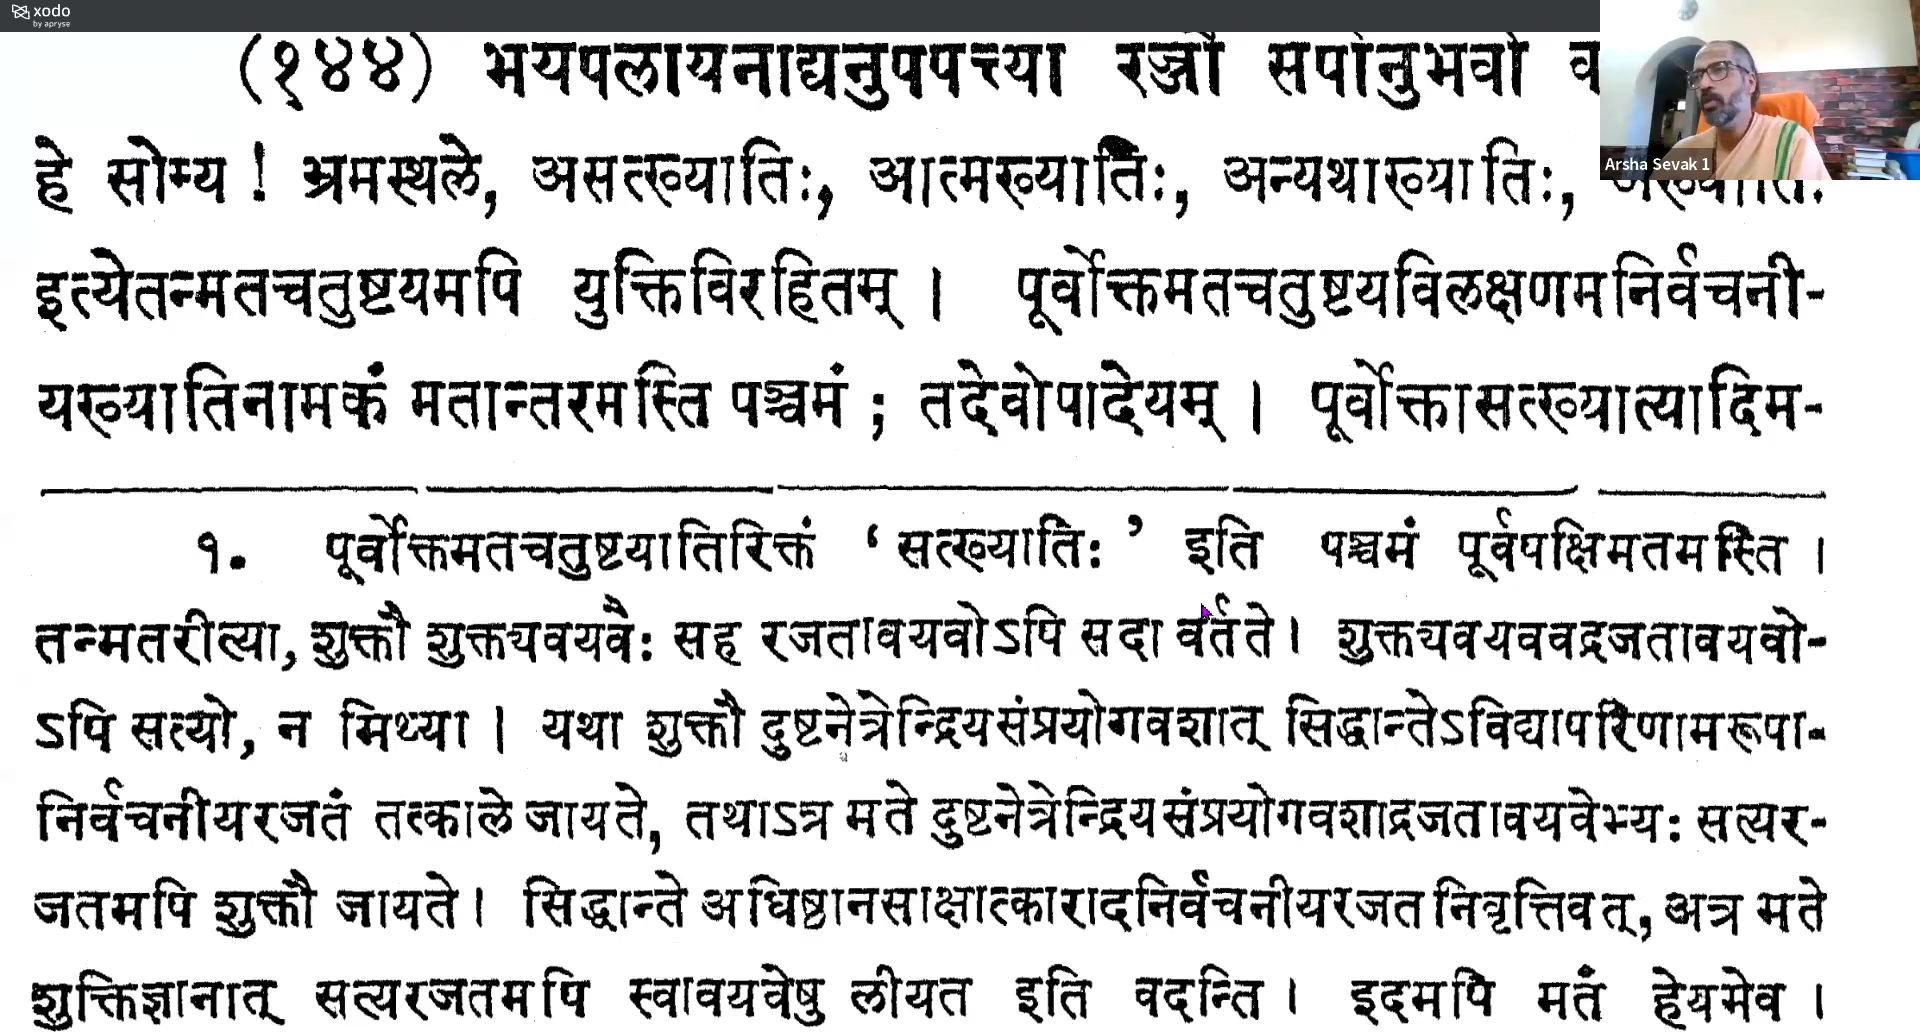 xodo
by apryse
Arsha Sevak 1
(१४४) भयपलायनाद्यनुपपत्त्या रज्जौ सर्पानुभवो
हे सोम्य ! भ्रमस्थले, असत्ख्यातिः, आत्मख्यातिः, अन्यथाख्यातिः, अख्यातिः
इत्येतन्मतचतुष्टयमपि युक्तिविरहितम् । पूर्वोक्तमतचतुष्टयविलक्षणमनिर्वचनी-
यख्यातिनामकं मतान्तरमस्ति पञ्चमं ; तदेवोपादेयम् । पूर्वोक्तासत्ख्यात्यादिम-
१. पूर्वोक्तमतचतुष्टयातिरिक्तं ‘सत्ख्यातिः’ इति पञ्चमं पूर्वपक्षिमतमस्ति ।
तन्मतरीत्या, शुक्तौ शुक्त्यवयवैः सह रजतावयवोऽपि सदा वर्तते । शुक्त्यवयववद्रजतावयवो-
ऽपि सत्यो, न मिथ्या । यथा शुक्तौ दुष्टनेत्रेन्द्रियसंप्रयोगवशात् सिद्धान्तेऽविद्यापरिणामरूपा-
निर्वचनीयरजतं तत्काले जायते, तथाऽत्र मते दुष्टनेत्रेन्द्रियसंप्रयोगवशाद्रजतावयवेभ्यः सत्यर-
जतमपि शुक्तौ जायते । सिद्धान्ते अधिष्ठानसाक्षात्कारादनिर्वचनीयरजतनिवृत्तिवत्, अत्र मते
शुक्तिज्ञानात् सत्यरजतमपि स्वावयवेषु लीयत इति वदन्ति । इदमपि मतं हेयमेव ।